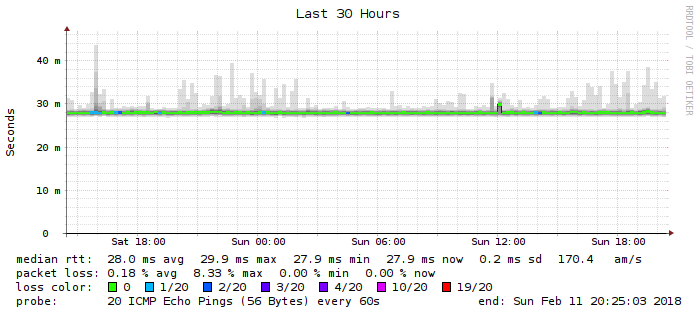 Last 30 Hours
RRDTOOL / TOBI OETIKER
Seconds
40 m
30 m
20 m
10 m
0
Sat 18:00 Sun 00:00 Sun 06:00 Sun 12:00 Sun 18:00
median rtt: 28.0 ms avg 29.9 ms max 27.9 ms min 27.9 ms now 0.2 ms sd 170.4 am/s
packet loss: 0.18 % avg 8.33 % max 0.00 % min 0.00 % now
loss color: 0 1/20 2/20 3/20 4/20 10/20 19/20
probe: 20 ICMP Echo Pings (56 Bytes) every 60s end: Sun Feb 11 20:25:03 2018